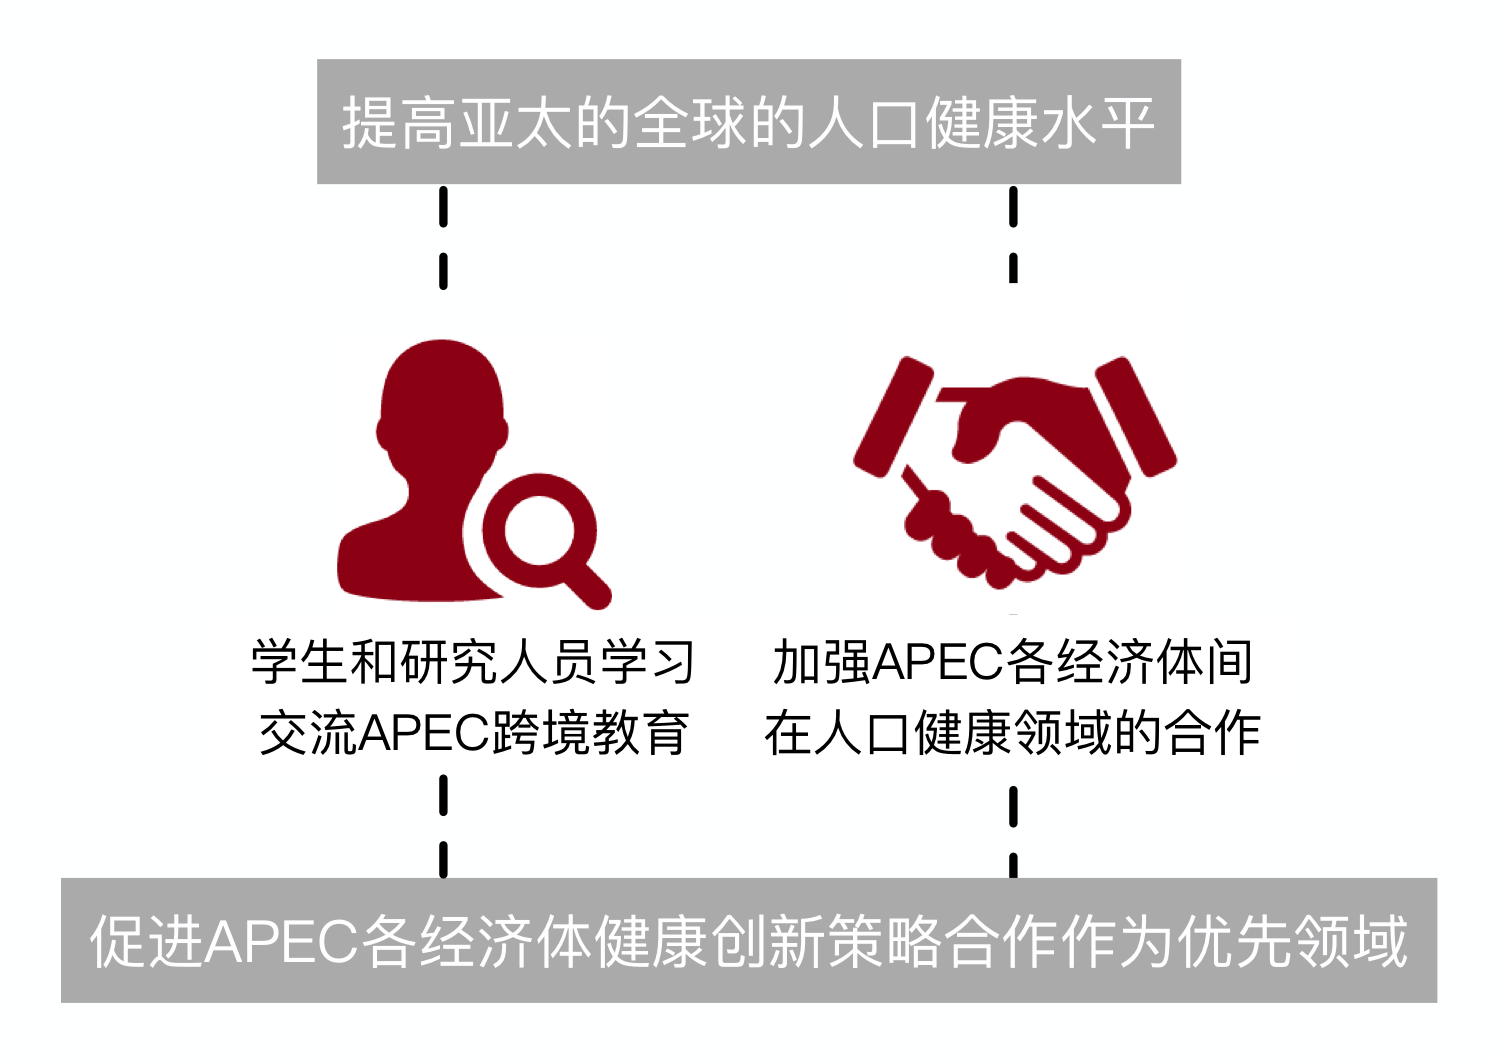 提高亚太的全球的人口健康水平
学生和研究人员学习
交流APEC跨境教育
加强APEC各经济体间
在人口健康领域的合作
促进APEC各经济体健康创新策略合作作为优先领域